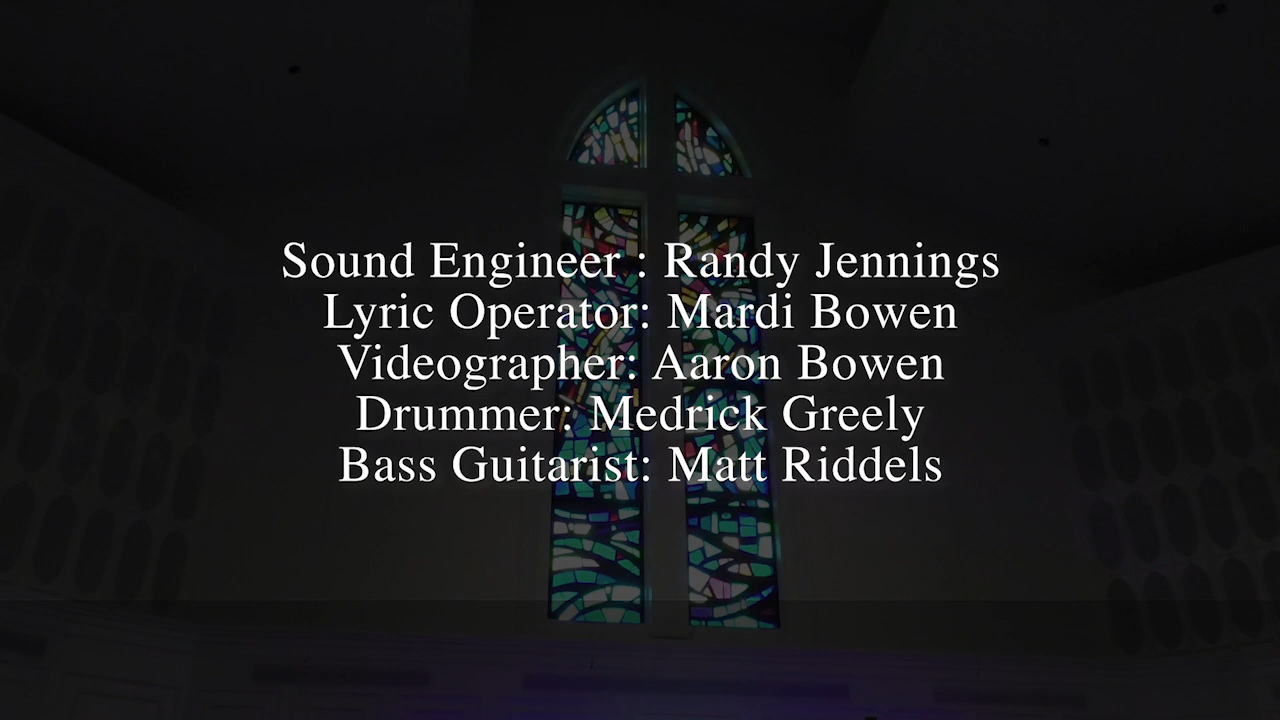 Sound Engineer : Randy Jennings
Lyric Operator: Mardi Bowen
Videographer: Aaron Bowen
Drummer: Medrick Greely
Bass Guitarist: Matt Riddels